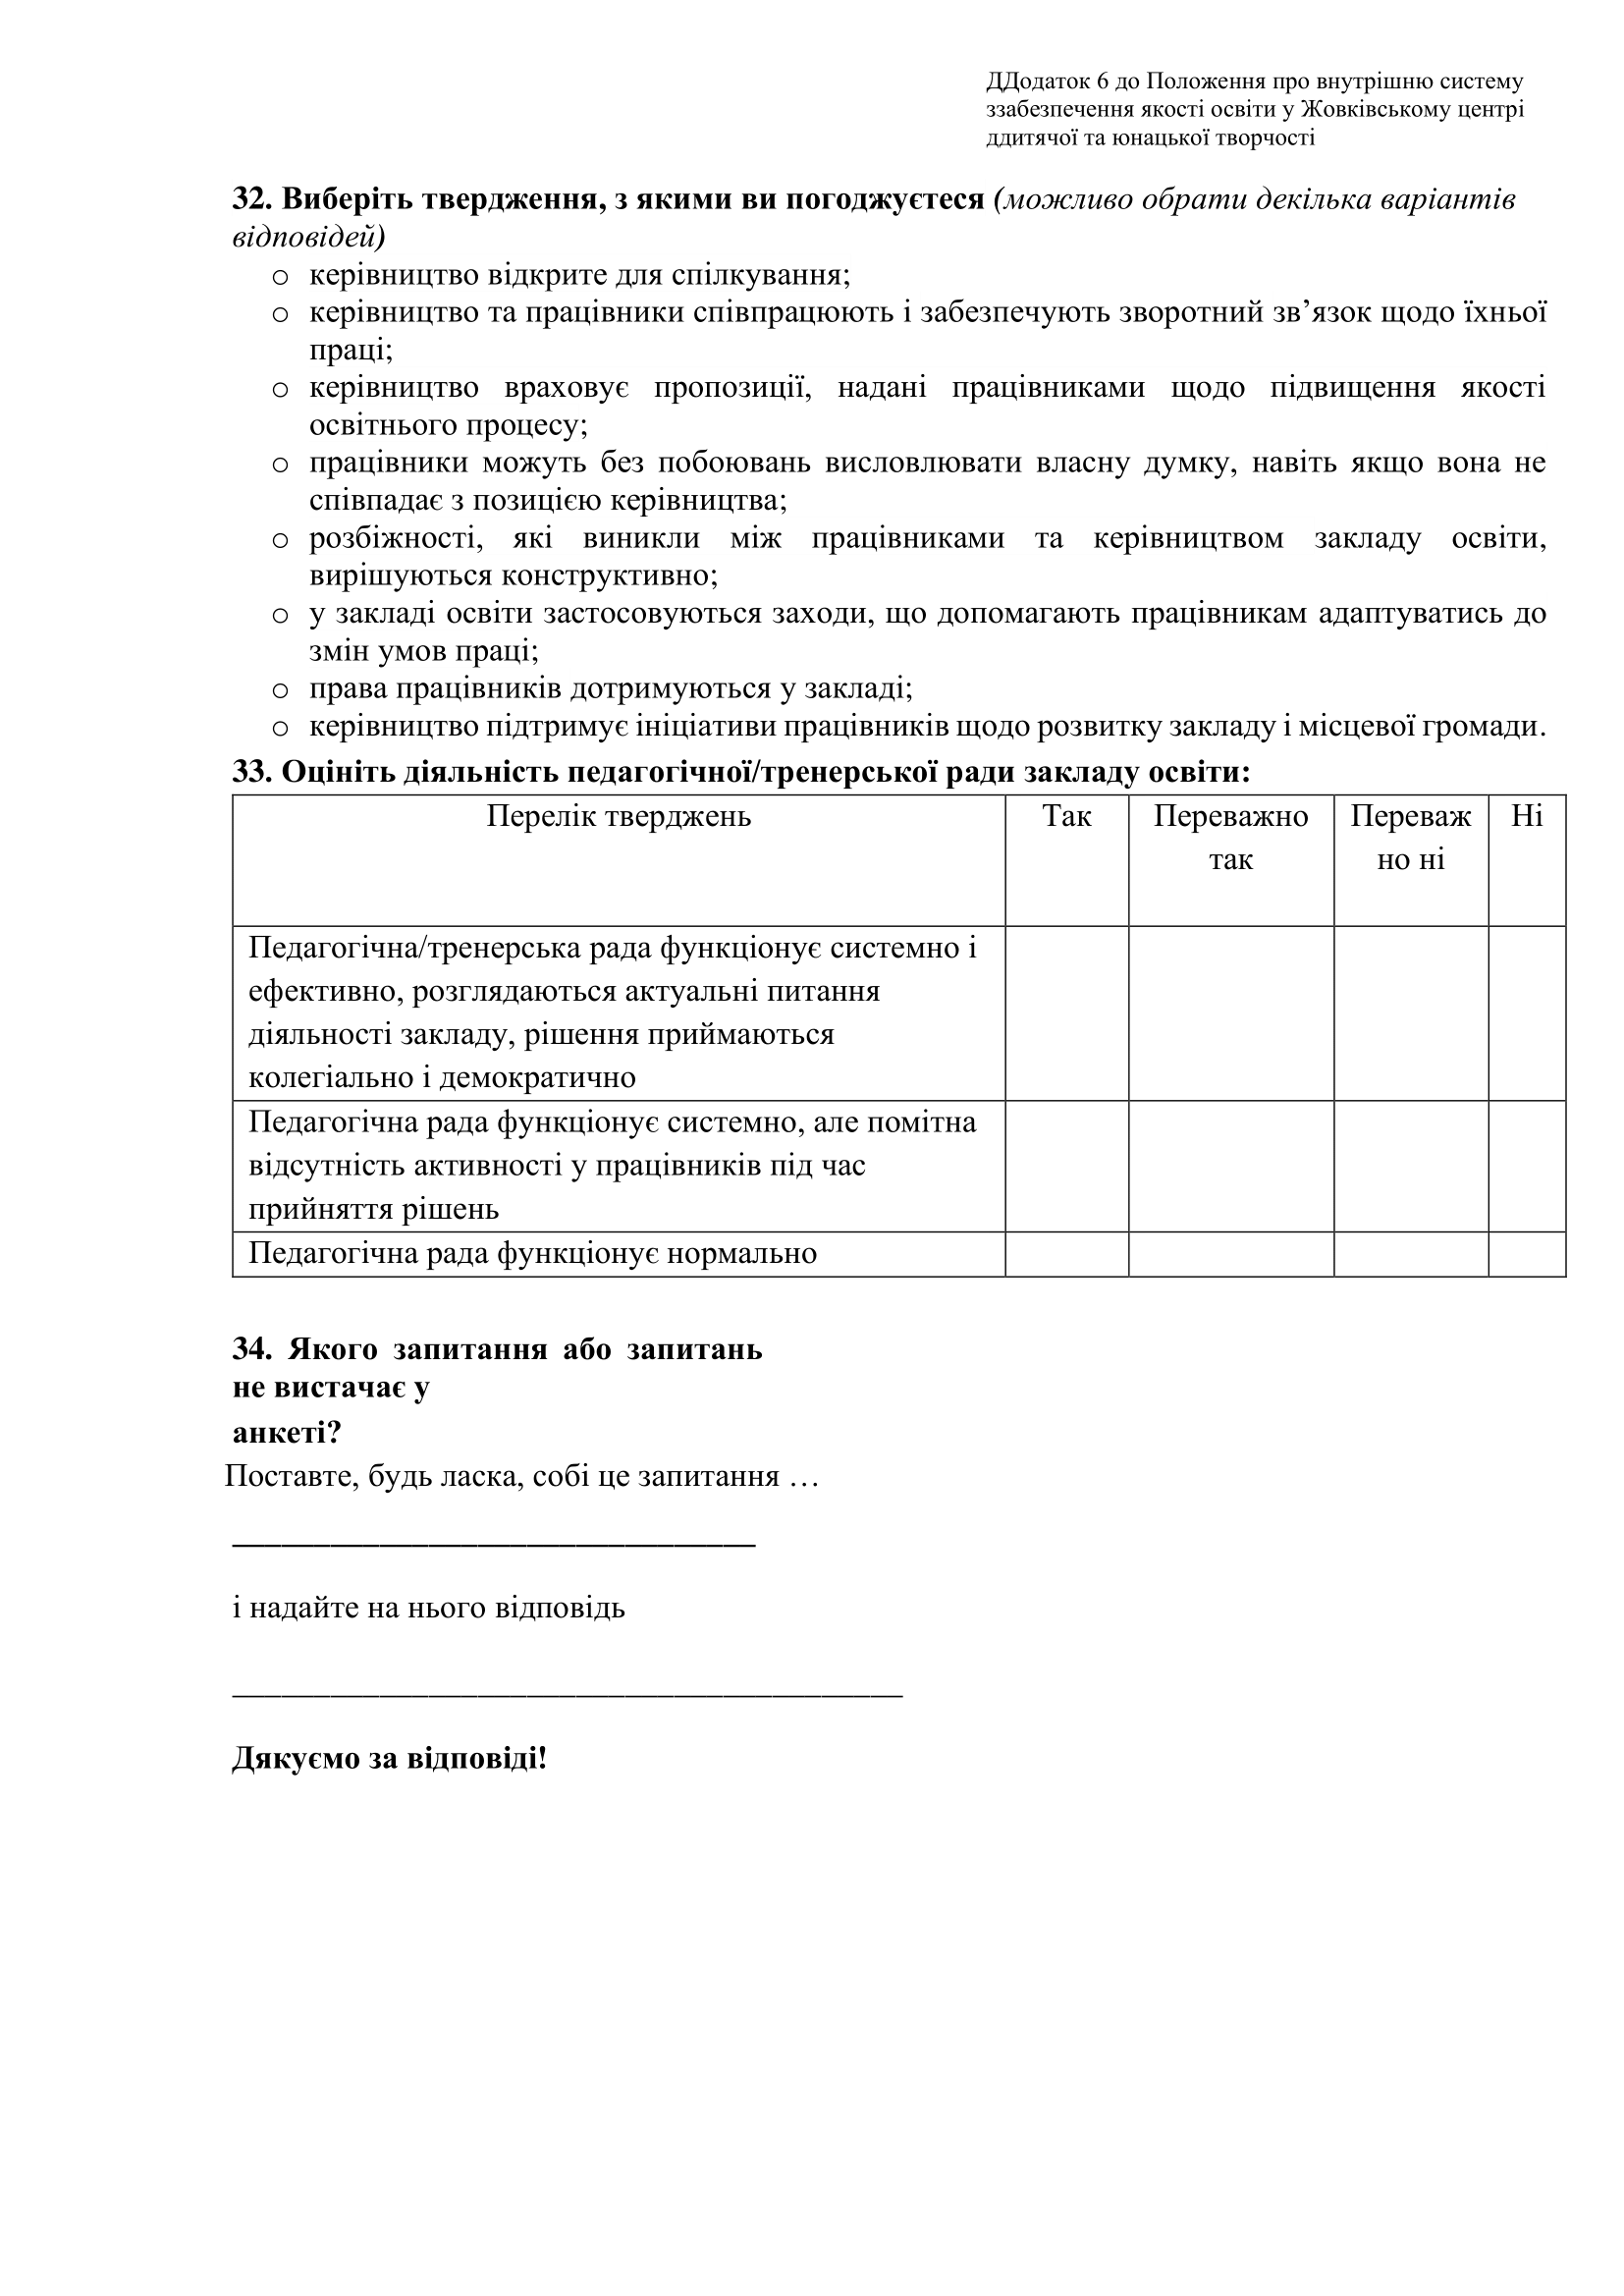 ДДодаток 6 до Положення про внутрішню систему
ззабезпечення якості освіти у Жовківському центрі
ддитячої та юнацької творчості
32. Виберіть твердження, з якими ви погоджуєтеся (можливо обрати декілька варіантів
відповідей)
o керівництво відкрите для спілкування;
o керівництво та працівники співпрацюють і забезпечують зворотний зв’язок щодо їхньої
праці;
o керівництво враховує пропозиції, надані працівниками щодо підвищення якості
освітнього процесу;
o працівники можуть без побоювань висловлювати власну думку, навіть якщо вона не
співпадає з позицією керівництва;
o розбіжності, які виникли між працівниками та керівництвом закладу освіти,
вирішуються конструктивно;
o у закладі освіти застосовуються заходи, що допомагають працівникам адаптуватись до
змін умов праці;
o права працівників дотримуються у закладі;
o керівництво підтримує ініціативи працівників щодо розвитку закладу і місцевої громади.
33. Оцініть діяльність педагогічної/тренерської ради закладу освіти:
Перелік тверджень Так Переважно Переваж Ні
так но ні
Педагогічна/тренерська рада функціонує системно і
ефективно, розглядаються актуальні питання
діяльності закладу, рішення приймаються
колегіально і демократично
Педагогічна рада функціонує системно, але помітна
відсутність активності у працівників під час
прийняття рішень
Педагогічна рада функціонує нормально
34. Якого запитання або запитань
не вистачає у
анкеті?
Поставте, будь ласка, собі це запитання …
________________________________
і надайте на нього відповідь
_________________________________________
Дякуємо за відповіді!